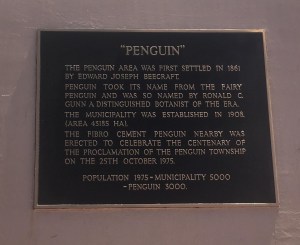 "PENGUIN"
THE PENGUIN AREA WAS FIRST SETTLED IN 1861
BY EDWARD JOSEPH BEECRAFT.
PENGUIN TOOK ITS NAME FROM THE FAIRY
PENGUIN AND WAS SO NAMED BY RONALD C.
GUNN A DISTINGUISHED BOTANIST OF THE ERA.
THE MUNICIPALITY WAS ESTABLISHED IN 1908.
(AREA 45185 HA).
THE FIBRO CEMENT PENGUIN NEARBY WAS
ERECTED TO CELEBRATE THE CENTENARY OF
THE PROCLAMATION OF THE PENGUIN TOWNSHIP
ON THE 25TH OCTOBER 1975.
POPULATION 1975 - MUNICIPALITY 5000
- PENGUIN 3000.